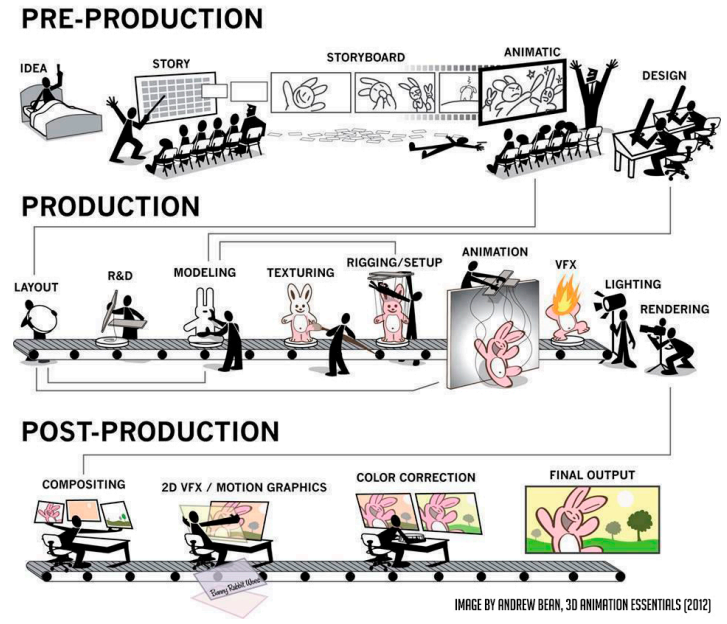 PRE-PRODUCTION
IDEA
STORY
STORYBOARD
ANIMATIC
DESIGN
PRODUCTION
LAYOUT
R&D
MODELING
TEXTURING
RIGGING/SETUP
ANIMATION
VFX
LIGHTING
RENDERING
POST-PRODUCTION
COMPOSITING
2D VFX / MOTION GRAPHICS
COLOR CORRECTION
FINAL OUTPUT
Bunny Rabbit Waves
IMAGE BY ANDREW BEAN, 3D ANIMATION ESSENTIALS (2012)